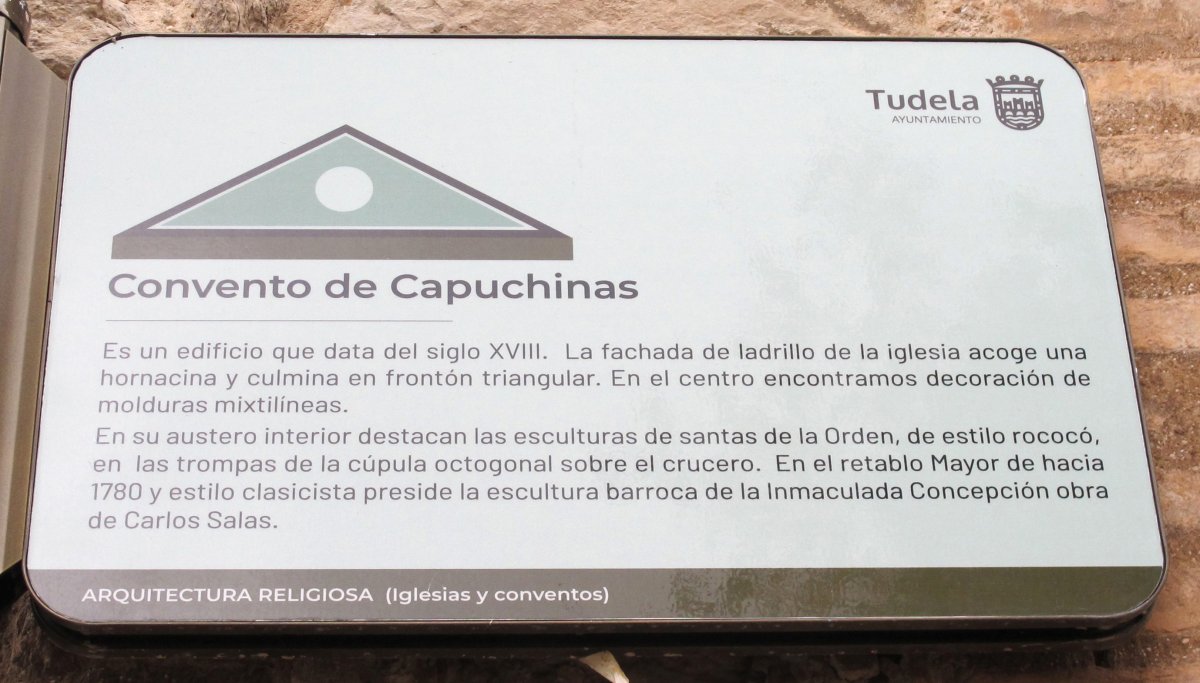 Tudela
AYUNTAMIENTO
Convento de Capuchinas
Es un edificio que data del siglo XVIII. La fachada de ladrillo de la iglesia acoge una
hornacina y culmina en frontón triangular. En el centro encontramos decoración de
molduras mixtilíneas.
En su austero interior destacan las esculturas de santas de la Orden, de estilo rococó,
en las trompas de la cúpula octogonal sobre el crucero. En el retablo Mayor de hacia
1780 y estilo clasicista preside la escultura barroca de la Inmaculada Concepción obra
de Carlos Salas.
ARQUITECTURA RELIGIOSA (Iglesias y conventos)